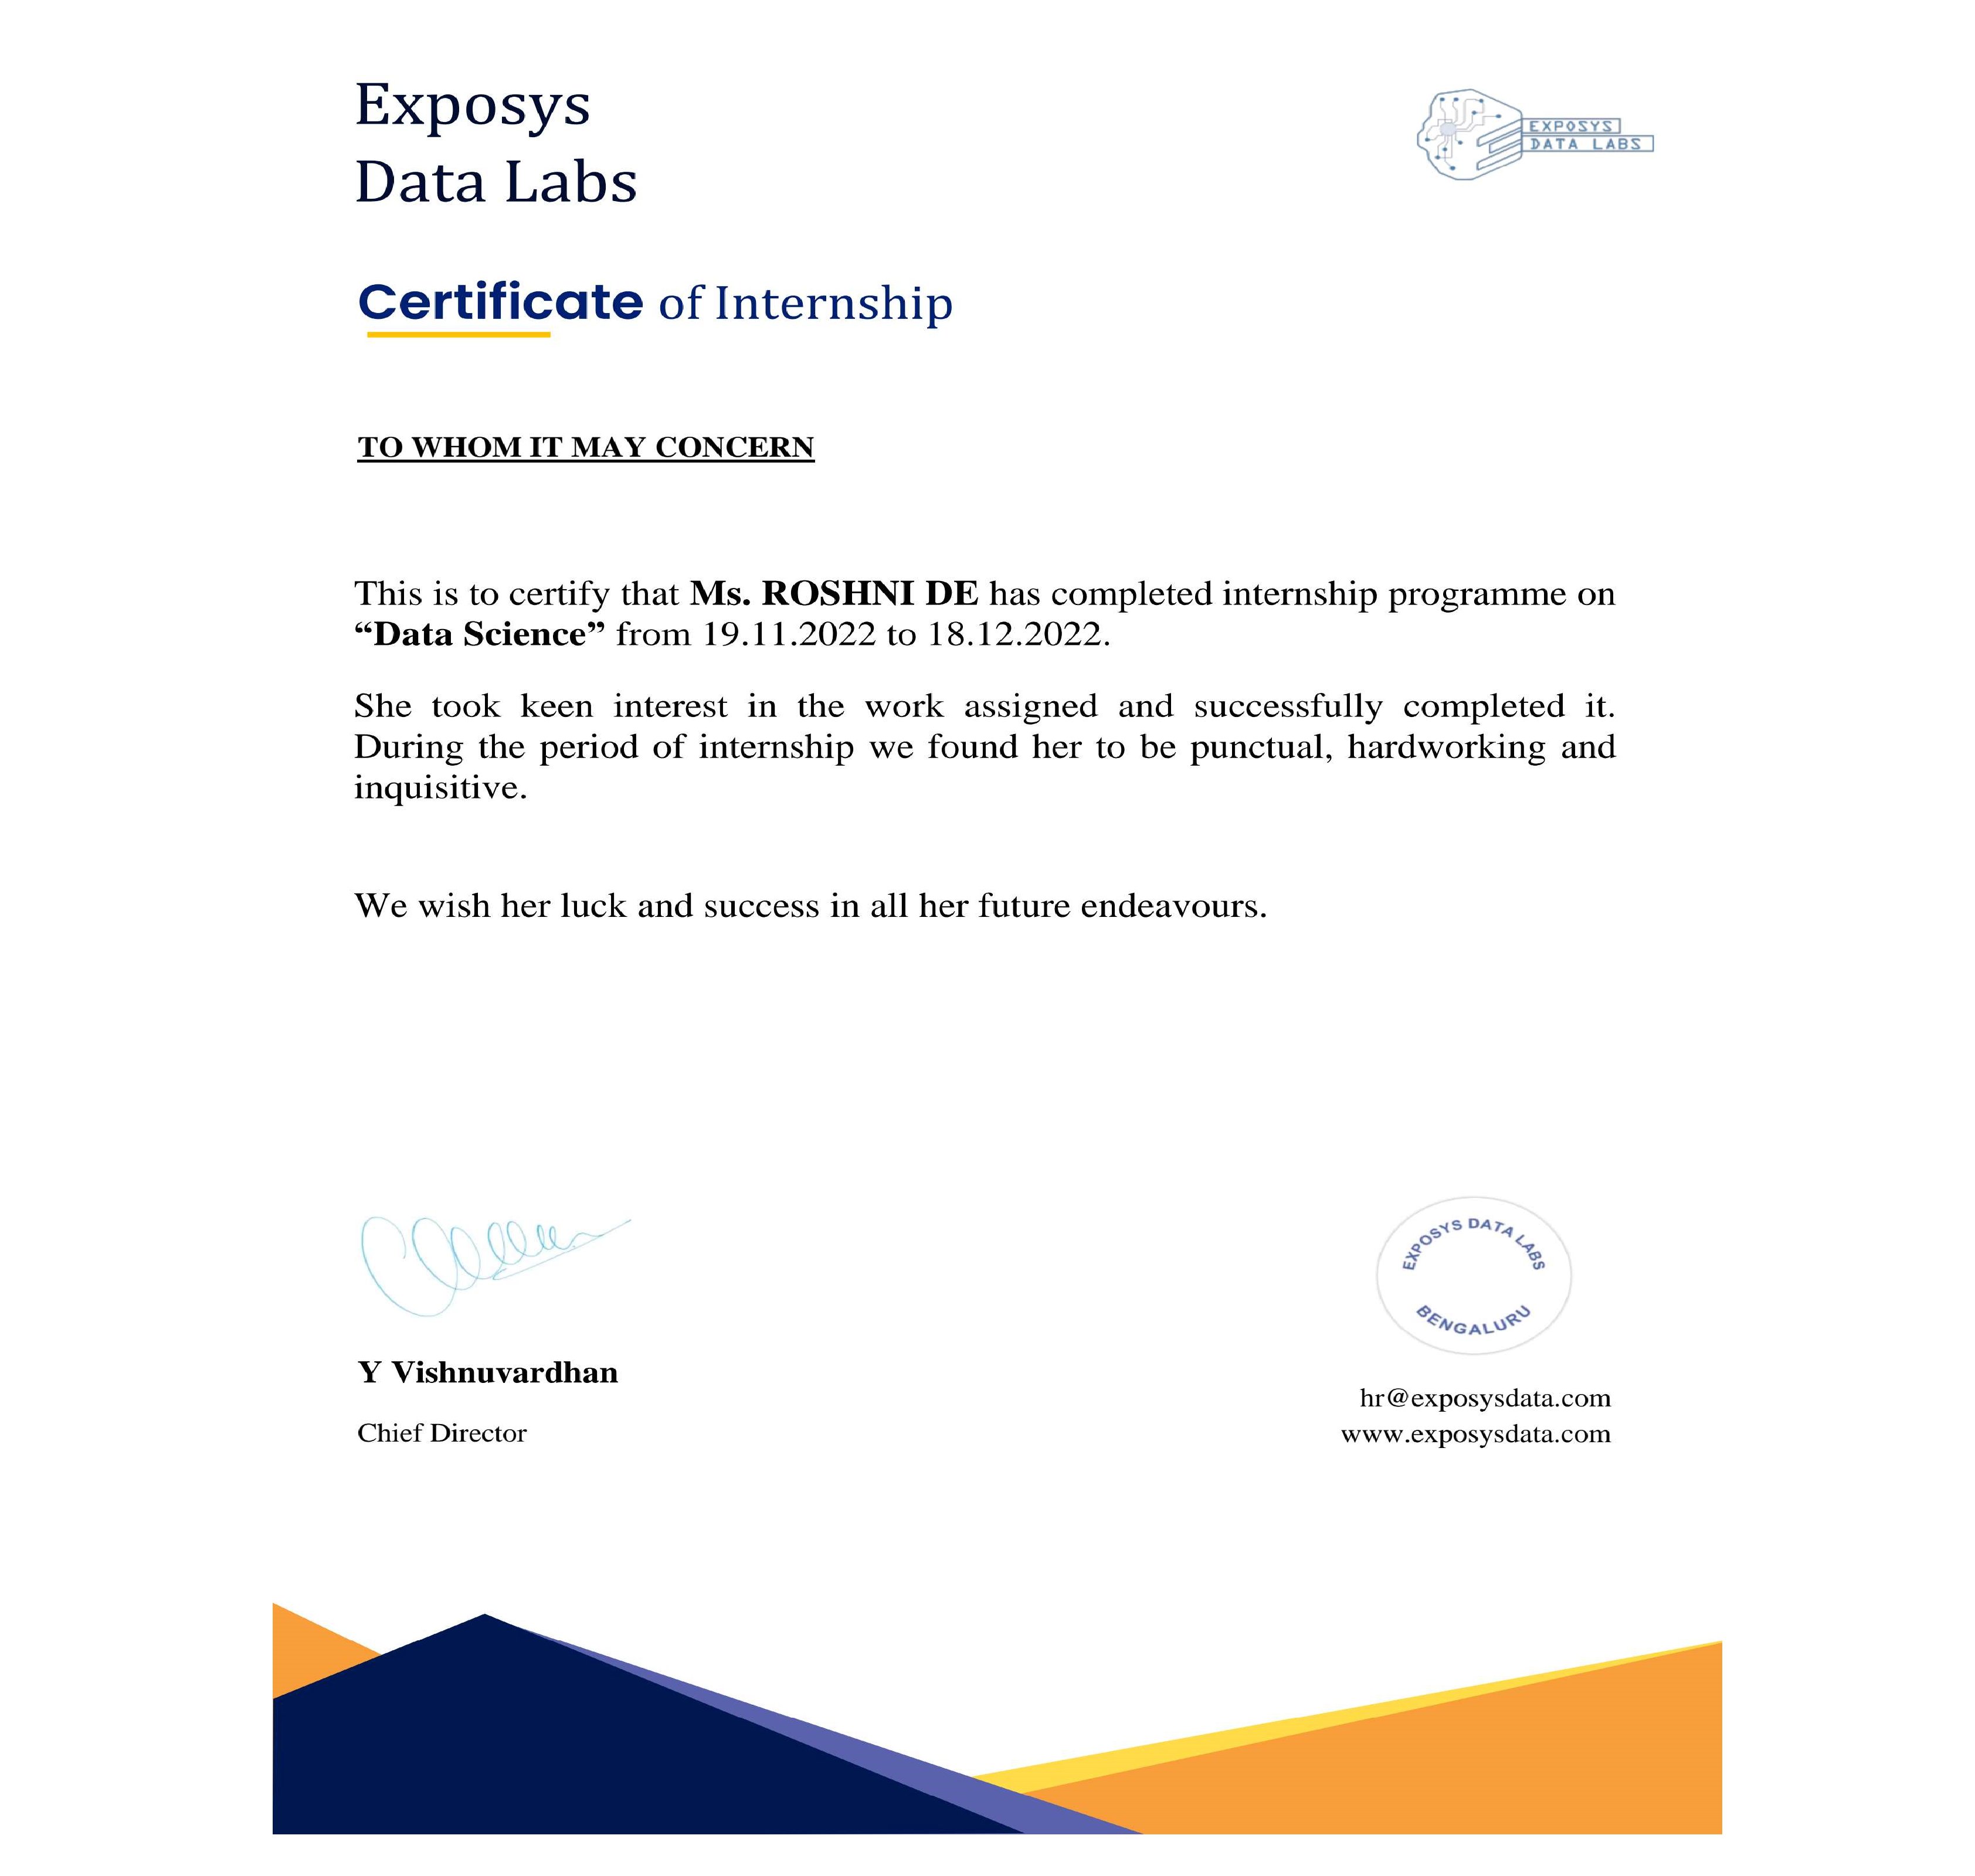 Exposys
Data Labs
EXPOSYS
DATA LABS
Certificate of Internship
TO WHOM IT MAY CONCERN
This is to certify that Ms. ROSHNI DE has completed internship programme on
“Data Science” from 19.11.2022 to 18.12.2022.
She took keen interest in the work assigned and successfully completed it.
During the period of internship we found her to be punctual, hardworking and
inquisitive.
We wish her luck and success in all her future endeavours.
EXPOSYS DATA LABS
BENGALURU
Y Vishnuvardhan
Chief Director
hr@exposysdata.com
www.exposysdata.com